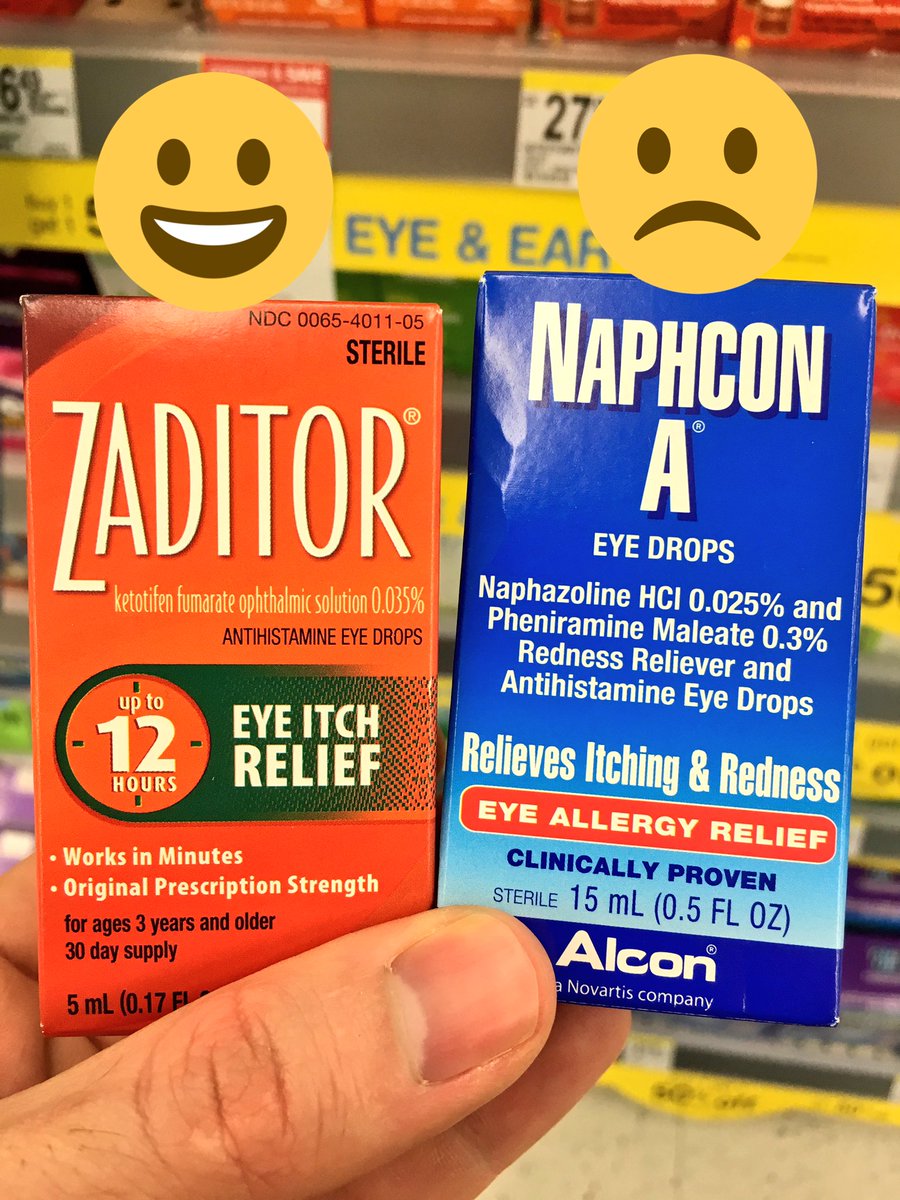 6
27
EYE & EAR
NDC 0065-4011-05
STERILE
ZADITOR®
ketotifen fumarate ophthalmic solution 0.035%
ANTIHISTAMINE EYE DROPS
up to
12
HOURS
EYE ITCH
RELIEF
• Works in Minutes
• Original Prescription Strength
for ages 3 years and older
30 day supply
5 mL (0.17 FL
NAPHCON
A®
EYE DROPS
Naphazoline HCl 0.025% and
Pheniramine Maleate 0.3%
Redness Reliever and
Antihistamine Eye Drops
Relieves Itching & Redness
EYE ALLERGY RELIEF
CLINICALLY PROVEN
STERILE 15 mL (0.5 FL OZ)
Alcon®
a Novartis company